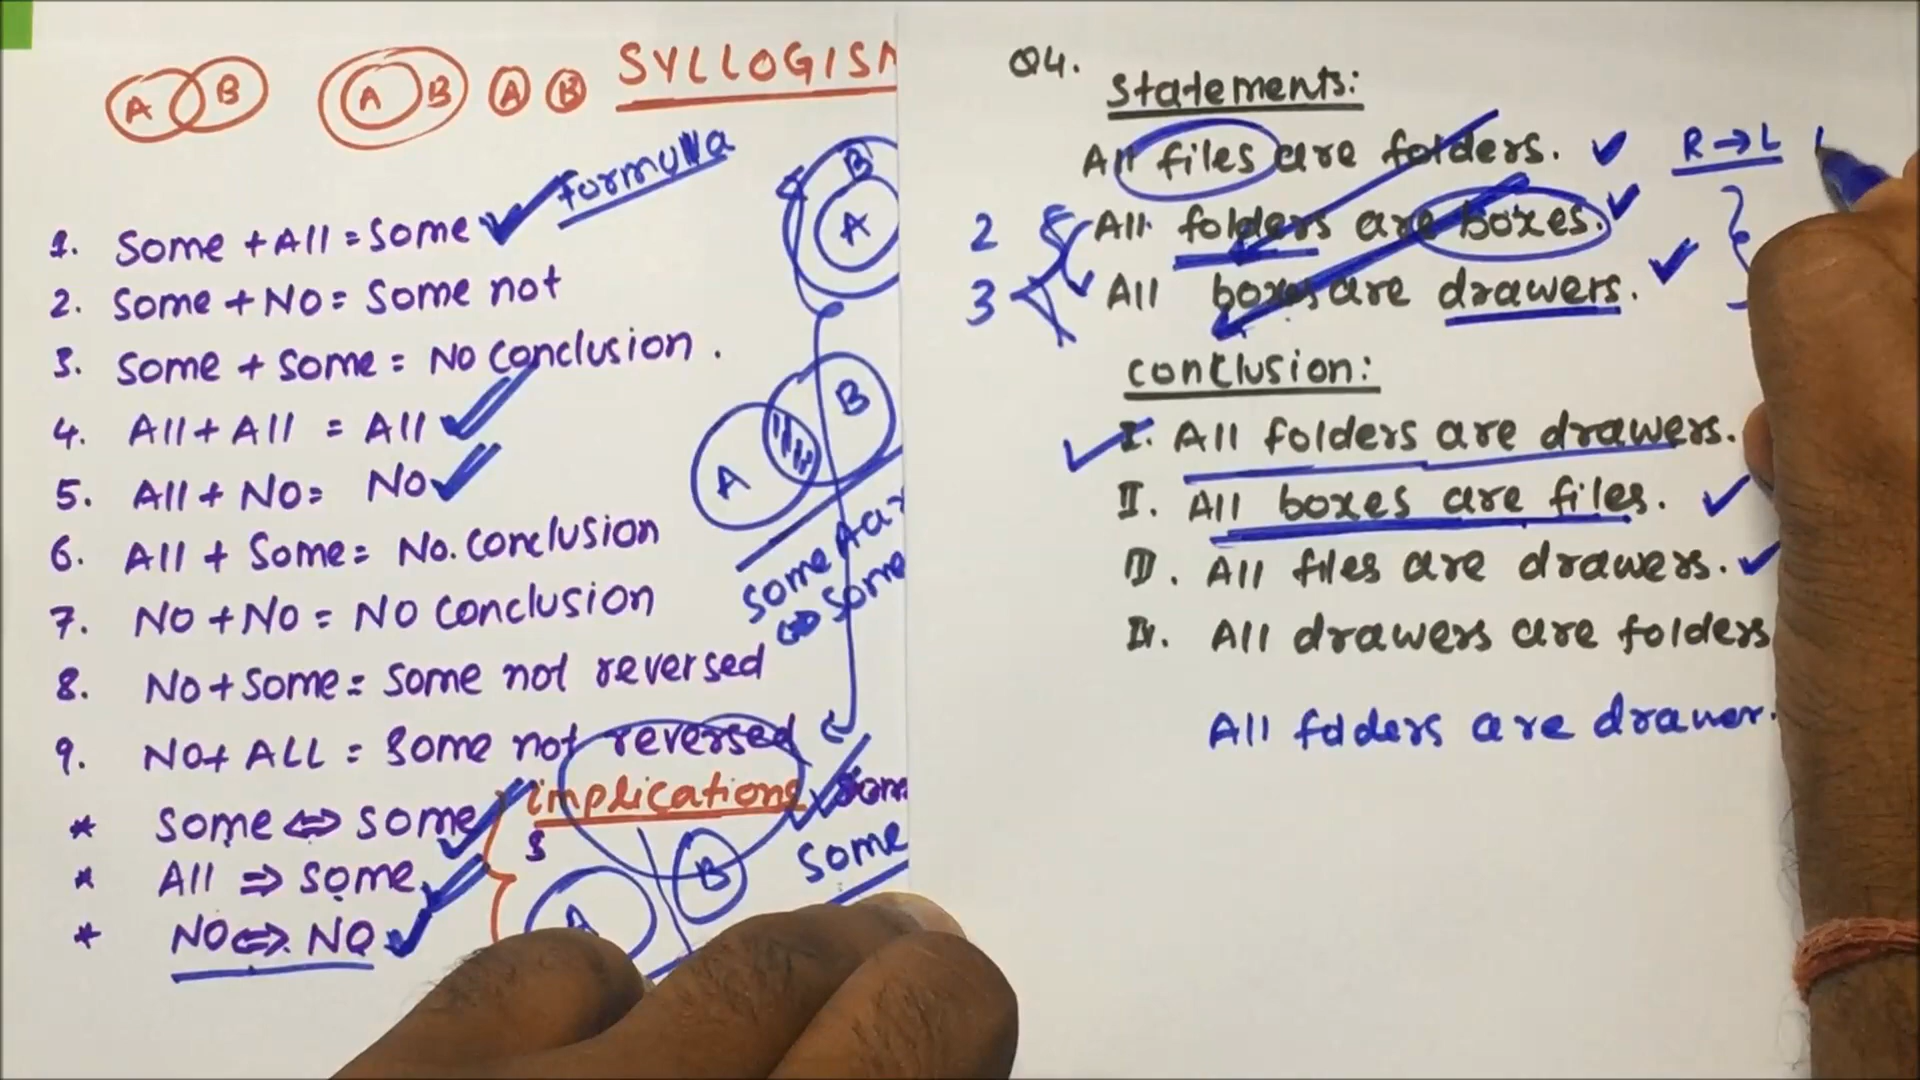 A B A B A B SYLLOGISM
Formula
1. Some + All = Some
2. Some + NO = Some not
3. Some + Some = NO conclusion.
4. All + All = All
5. All + NO = NO
6. All + Some = No. conclusion
7. NO + NO = NO conclusion
8. NO + Some = Some not reversed
9. NO + ALL = Some not reversed
implications
* Some ⇔ Some
* All ⇒ Some
* NO ⇔ NO
B
A
A B
Some A
⇔ Some
Some
A B
Q4.
Statements:
All files are folders. R → L
2 All folders are boxes.
3 All boxes are drawers.
Conclusion:
I. All folders are drawers.
II. All boxes are files.
III. All files are drawers.
IV. All drawers are folders
All folders are drawer.